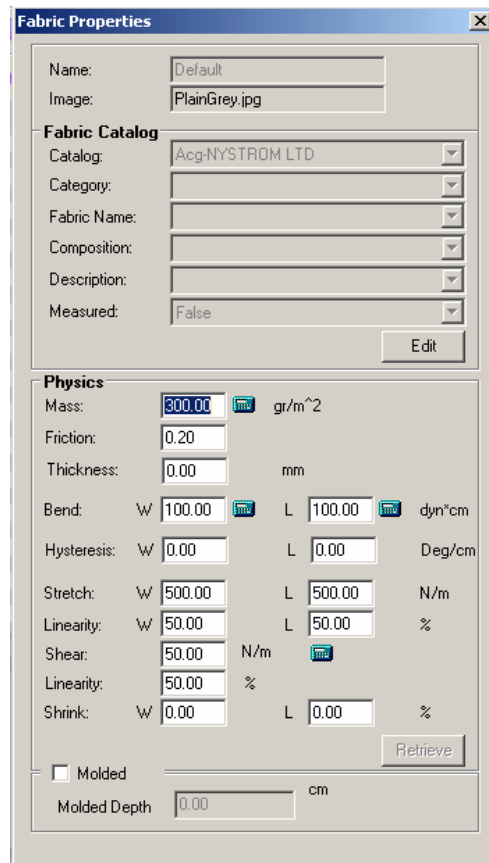 Fabric Properties
Name: Default
Image: PlainGrey.jpg
Fabric Catalog
Catalog: Acg-NYSTROM LTD
Category:
Fabric Name:
Composition:
Description:
Measured: False
Edit
Physics
Mass: 300.00 gr/m^2
Friction: 0.20
Thickness: 0.00 mm
Bend: W 100.00 L 100.00 dyn*cm
Hysteresis: W 0.00 L 0.00 Deg/cm
Stretch: W 500.00 L 500.00 N/m
Linearity: W 50.00 L 50.00 %
Shear: 50.00 N/m
Linearity: 50.00 %
Shrink: W 0.00 L 0.00 %
Retrieve
Molded
Molded Depth 0.00 cm